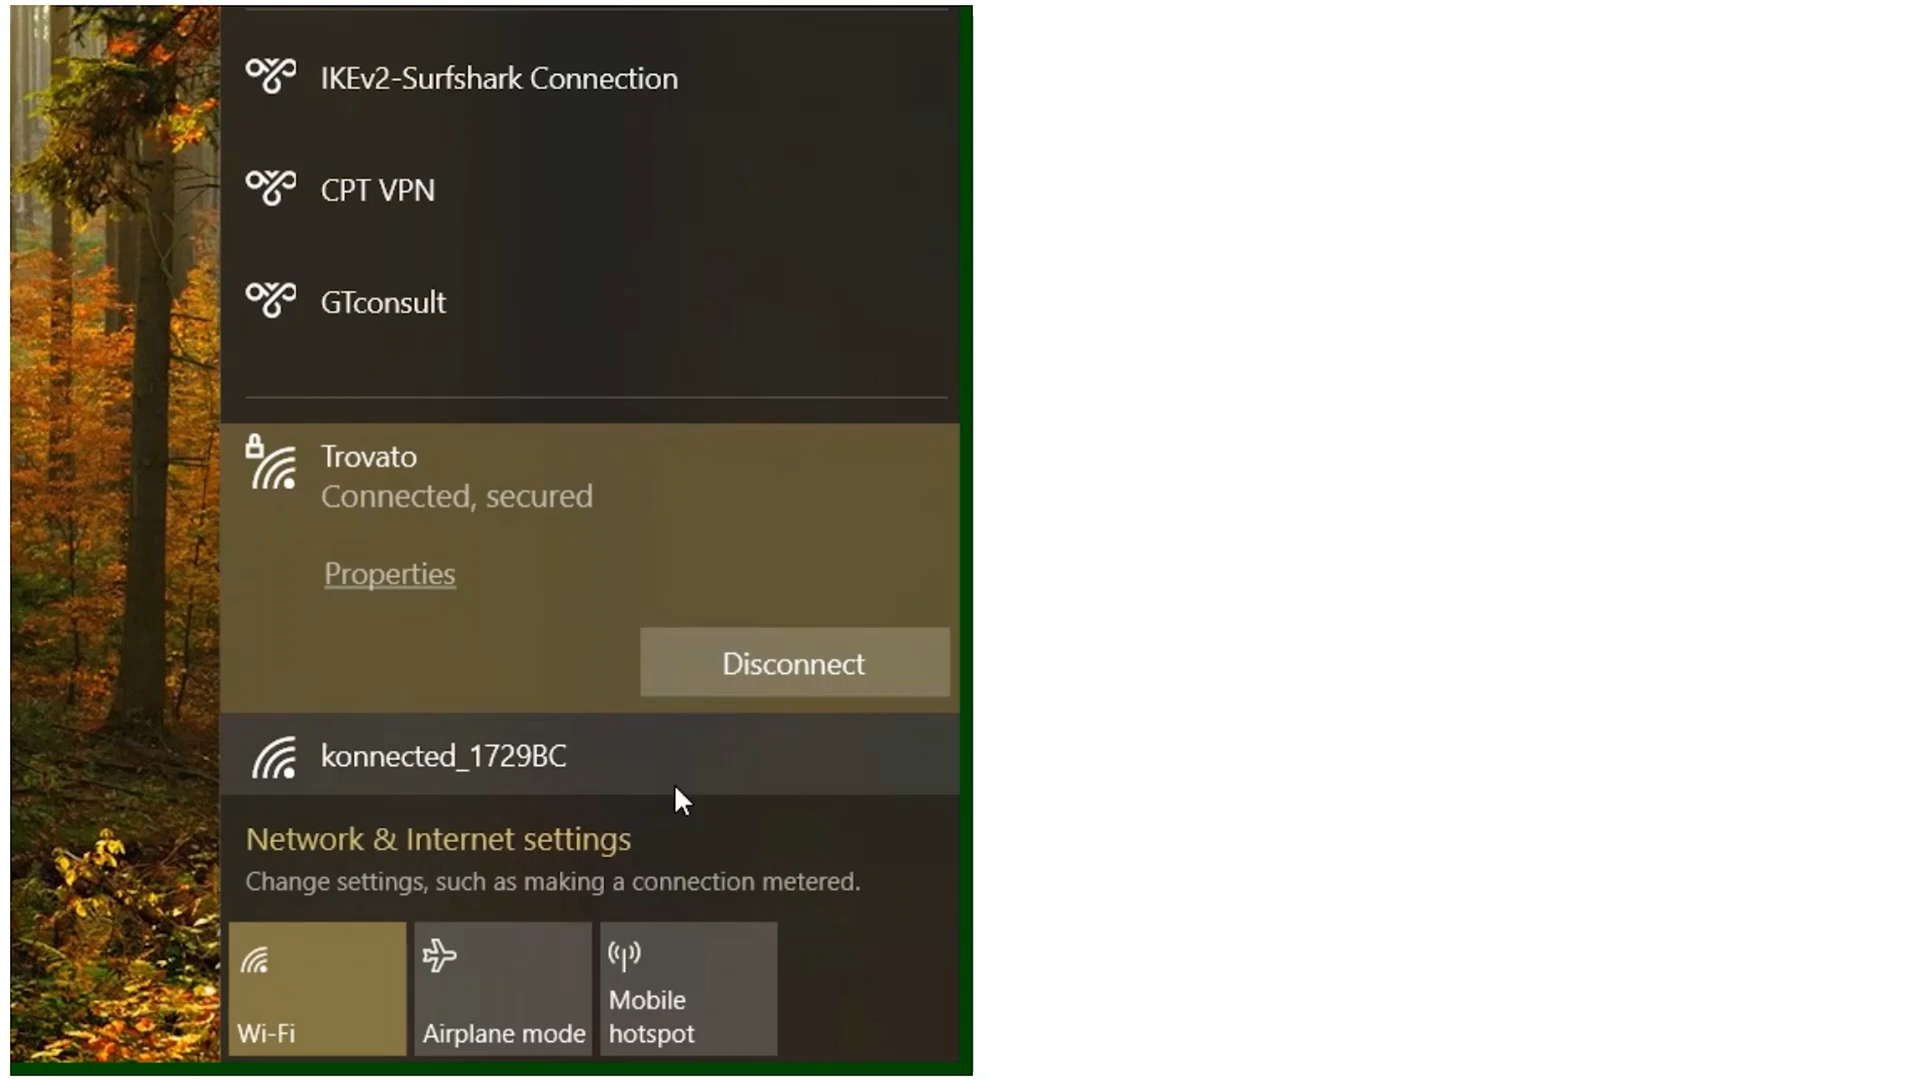 IKEv2-Surfshark Connection
CPT VPN
GTconsult
Trovato
Connected, secured
Properties
Disconnect
konnected_1729BC
Network & Internet settings
Change settings, such as making a connection metered.
Wi-Fi
Airplane mode
Mobile
hotspot